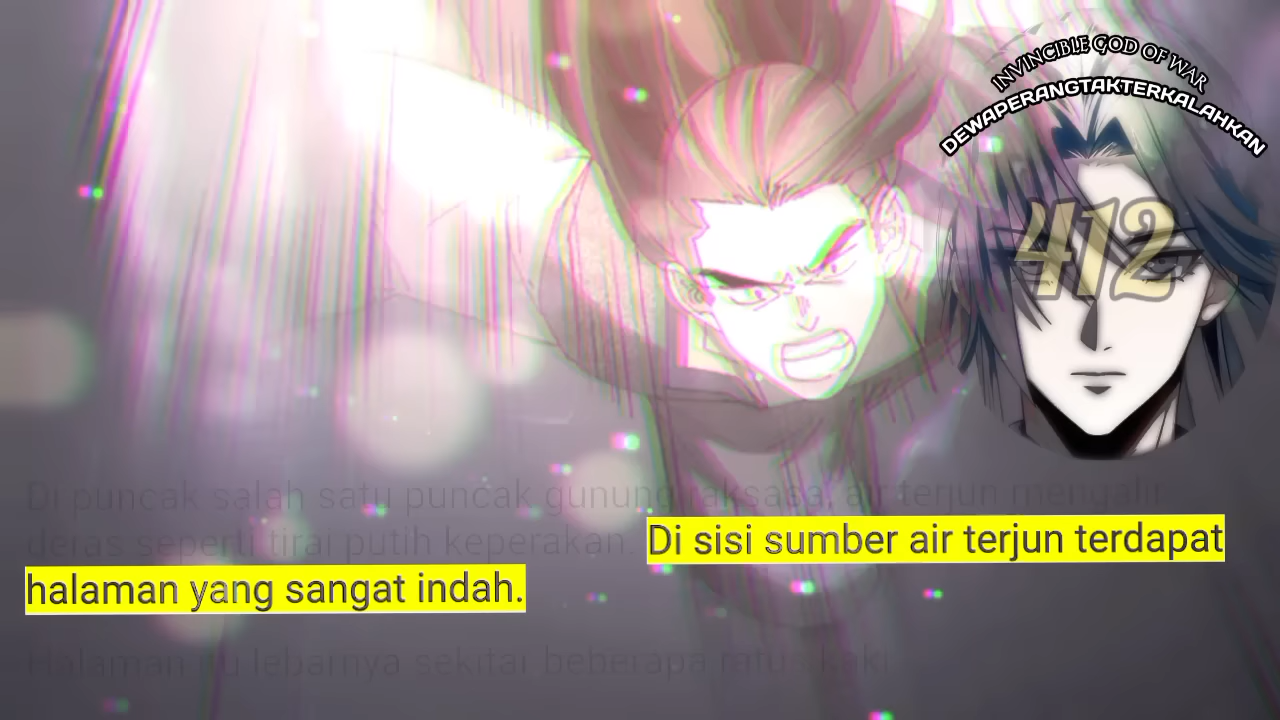 INVINCIBLE GOD OF WAR
DEWAPERANGTAKTERKALAHKAN
412
Di puncak salah satu puncak gunung raksasa, air terjun mengalir
deras seperti tirai putih keperakan. Di sisi sumber air terjun terdapat
halaman yang sangat indah.
Halaman itu lebarnya sekitar beberapa ratus kaki